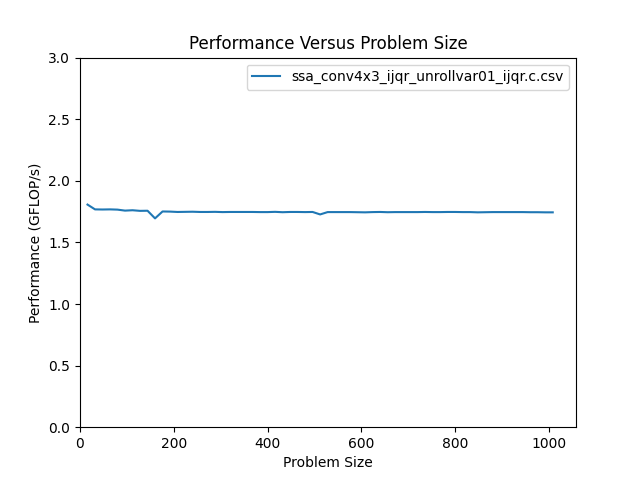 Performance Versus Problem Size
ssa_conv4x3_ijqr_unrollvar01_ijqr.c.csv
Performance (GFLOP/s)
3.0
2.5
2.0
1.5
1.0
0.5
0.0
0 200 400 600 800 1000
Problem Size